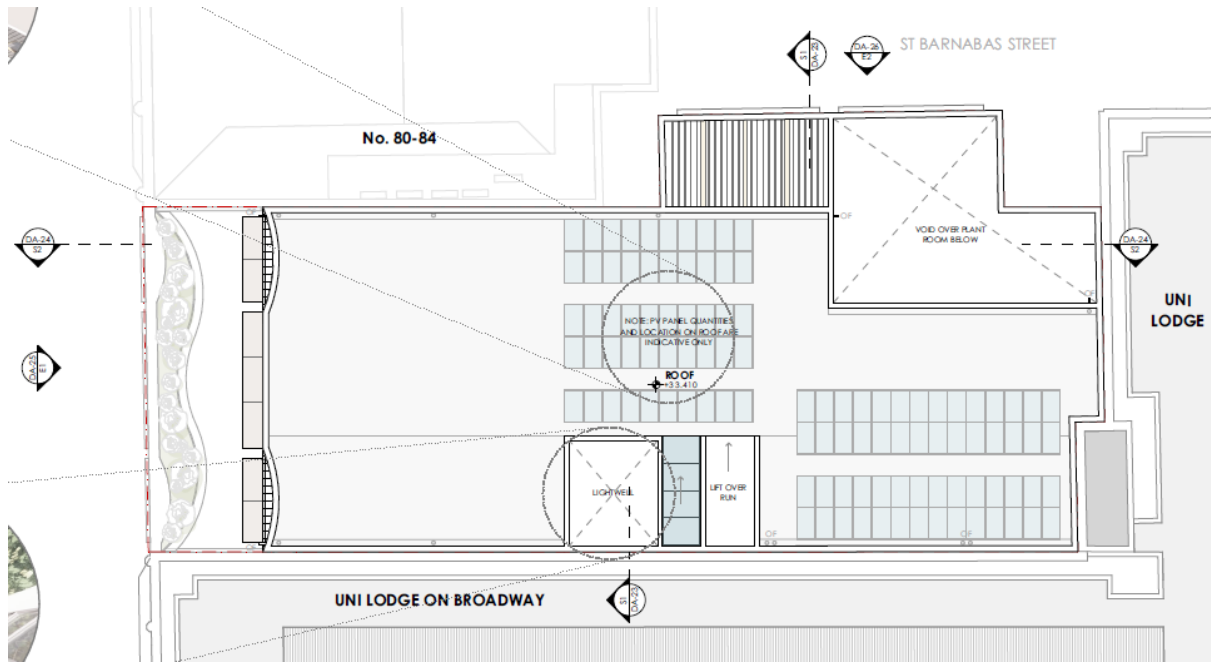 ST BARNABAS STREET
S1
DA-23
DA-26
E2
No. 80-84
OF
OF
DA-24
S2
VOID OVER PLANT
ROOM BELOW
DA-24
S2
OF
UNI
LODGE
NOTE: PV PANEL QUANTITIES
AND LOCATION ON ROOF ARE
INDICATIVE ONLY
DA-25
E1
ROOF
+33.410
LIGHTWELL
LIFT OVER
RUN
OF
OF
OF
UNI LODGE ON BROADWAY
S1
DA-23